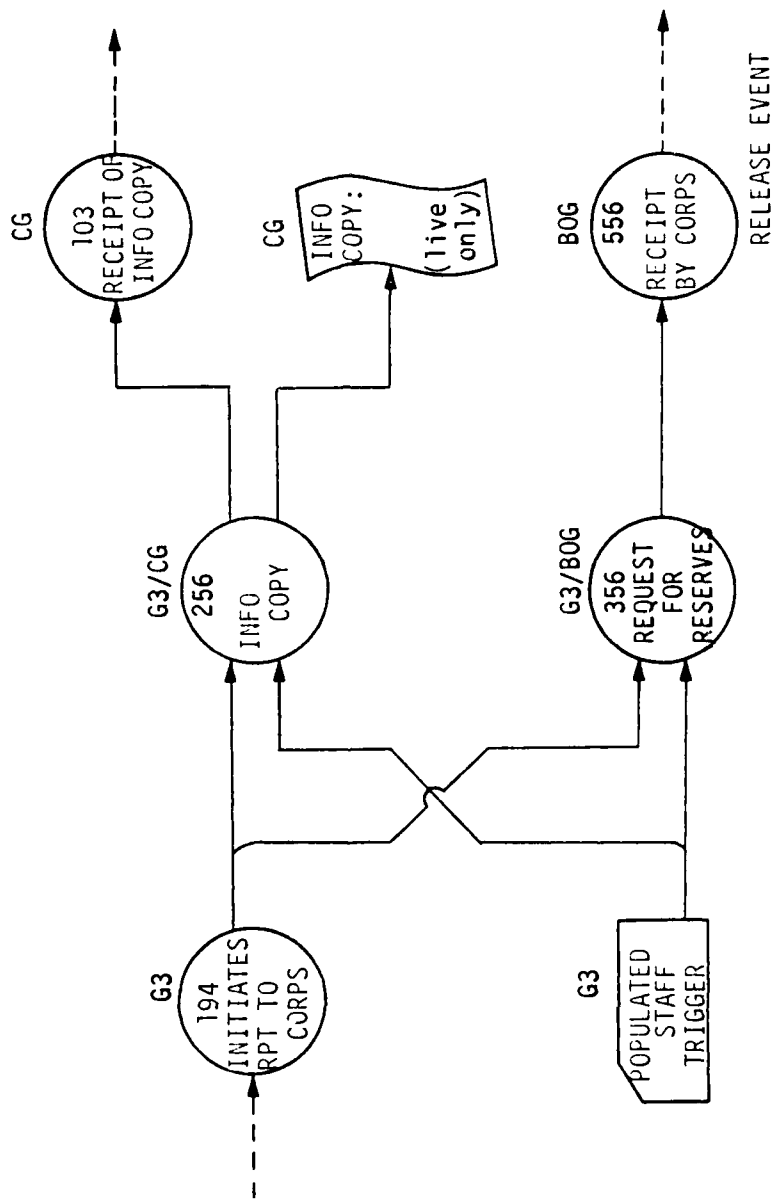 CG
103
RECEIPT OF
INFO COPY
CG
INFO
COPY:
(live
only)
BOG
556
RECEIPT
BY CORPS
RELEASE EVENT
G3/CG
256
INFO
COPY
G3/BOG
356
REQUEST
FOR
RESERVES
G3
194
INITIATES
RPT TO
CORPS
G3
POPULATED
STAFF
TRIGGER